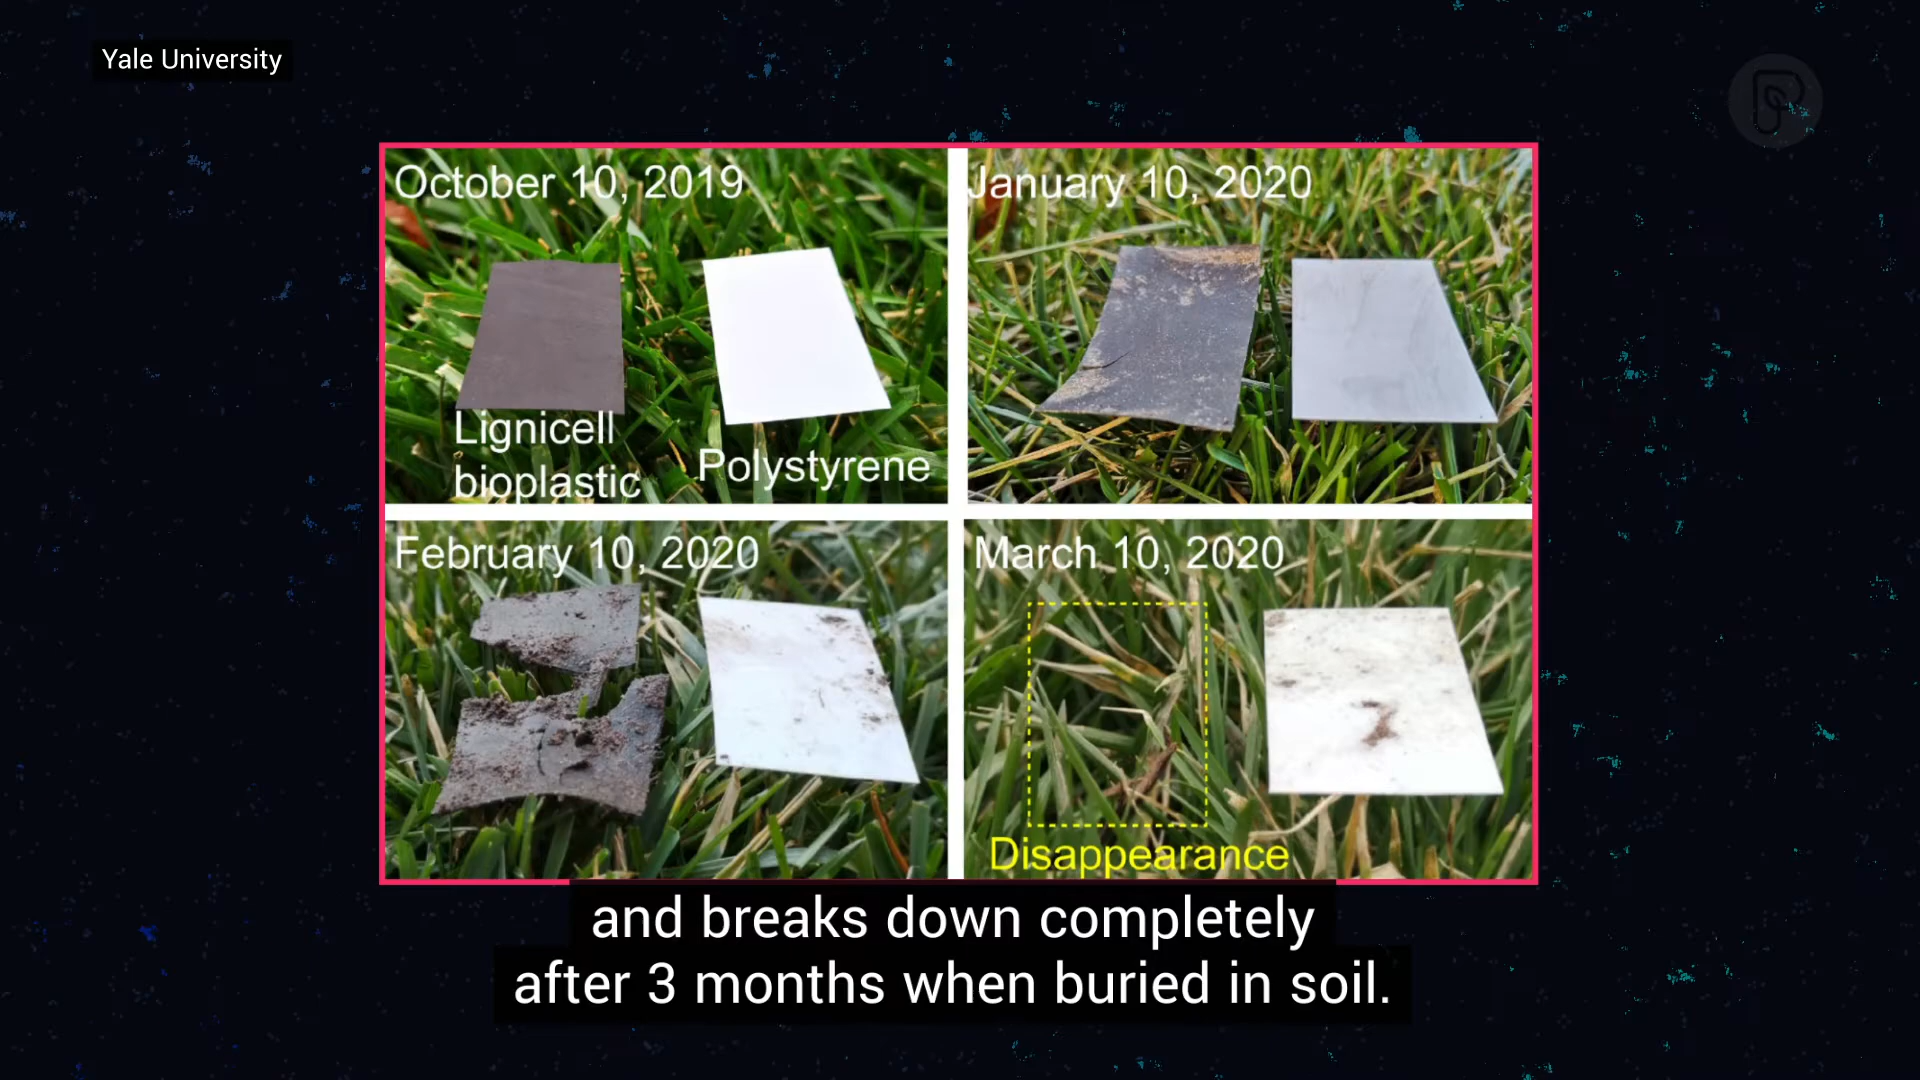 Yale University
October 10, 2019
January 10, 2020
Lignicell
bioplastic
Polystyrene
February 10, 2020
March 10, 2020
Disappearance
and breaks down completely
after 3 months when buried in soil.